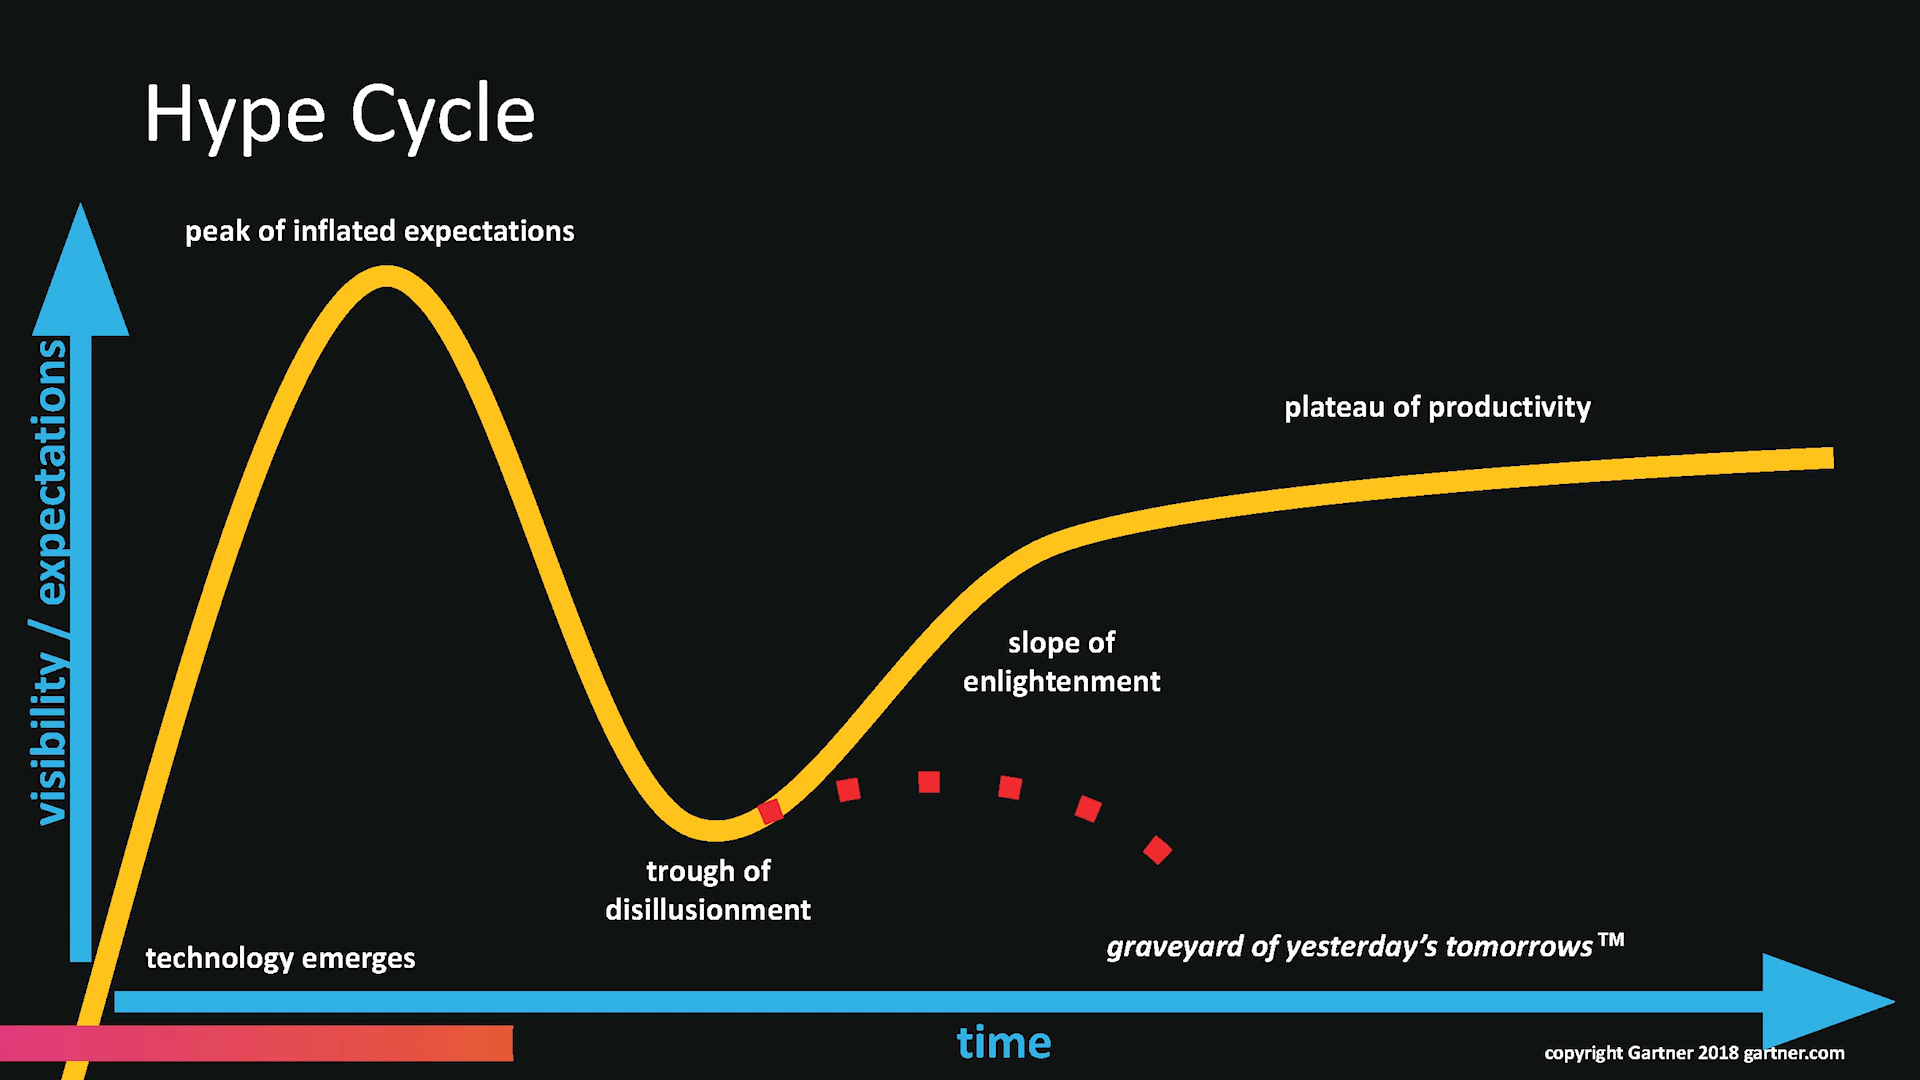 Hype Cycle
peak of inflated expectations
visibility / expectations
plateau of productivity
slope of
enlightenment
trough of
disillusionment
graveyard of yesterday’s tomorrows™
technology emerges
time
copyright Gartner 2018 gartner.com